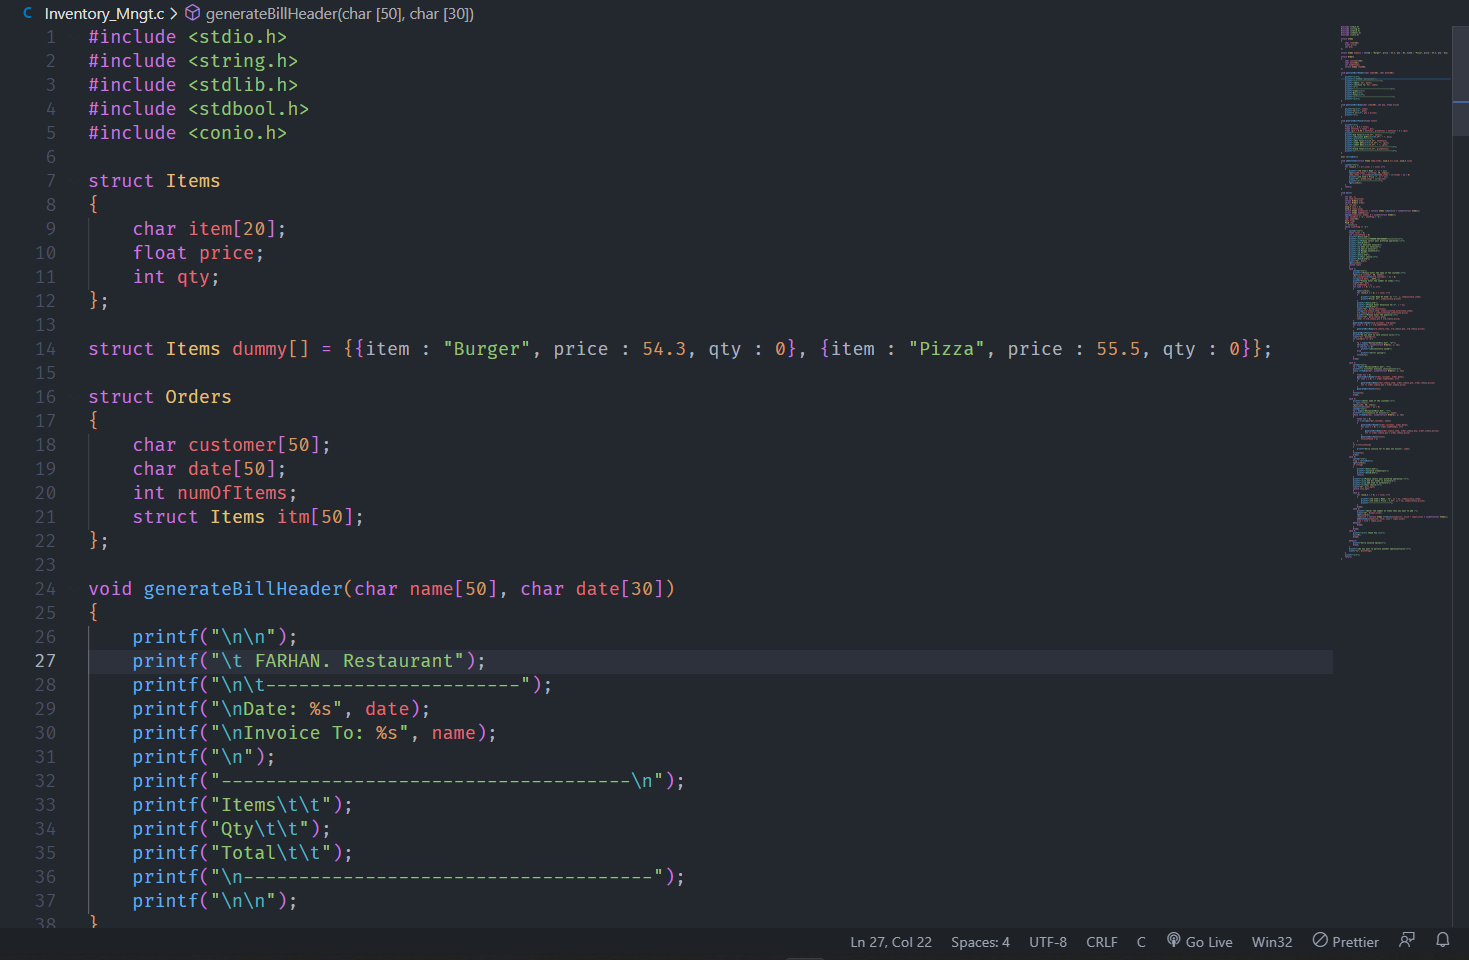 C Inventory_Mngt.c > generateBillHeader(char [50], char [30])
1 #include <stdio.h>
2 #include <string.h>
3 #include <stdlib.h>
4 #include <stdbool.h>
5 #include <conio.h>
6
7 struct Items
8 {
9     char item[20];
10     float price;
11     int qty;
12 };
13
14 struct Items dummy[] = {{item : "Burger", price : 54.3, qty : 0}, {item : "Pizza", price : 55.5, qty : 0}};
15
16 struct Orders
17 {
18     char customer[50];
19     char date[50];
20     int numOfItems;
21     struct Items itm[50];
22 };
23
24 void generateBillHeader(char name[50], char date[30])
25 {
26     printf("\n\n");
27     printf("\t FARHAN. Restaurant");
28     printf("\n\t-----------------------");
29     printf("\nDate: %s", date);
30     printf("\nInvoice To: %s", name);
31     printf("\n");
32     printf("-------------------------------------\n");
33     printf("Items\t\t");
34     printf("Qty\t\t");
35     printf("Total\t\t");
36     printf("\n-------------------------------------");
37     printf("\n\n");
38 }
Ln 27, Col 22 Spaces: 4 UTF-8 CRLF C Go Live Win32 Prettier